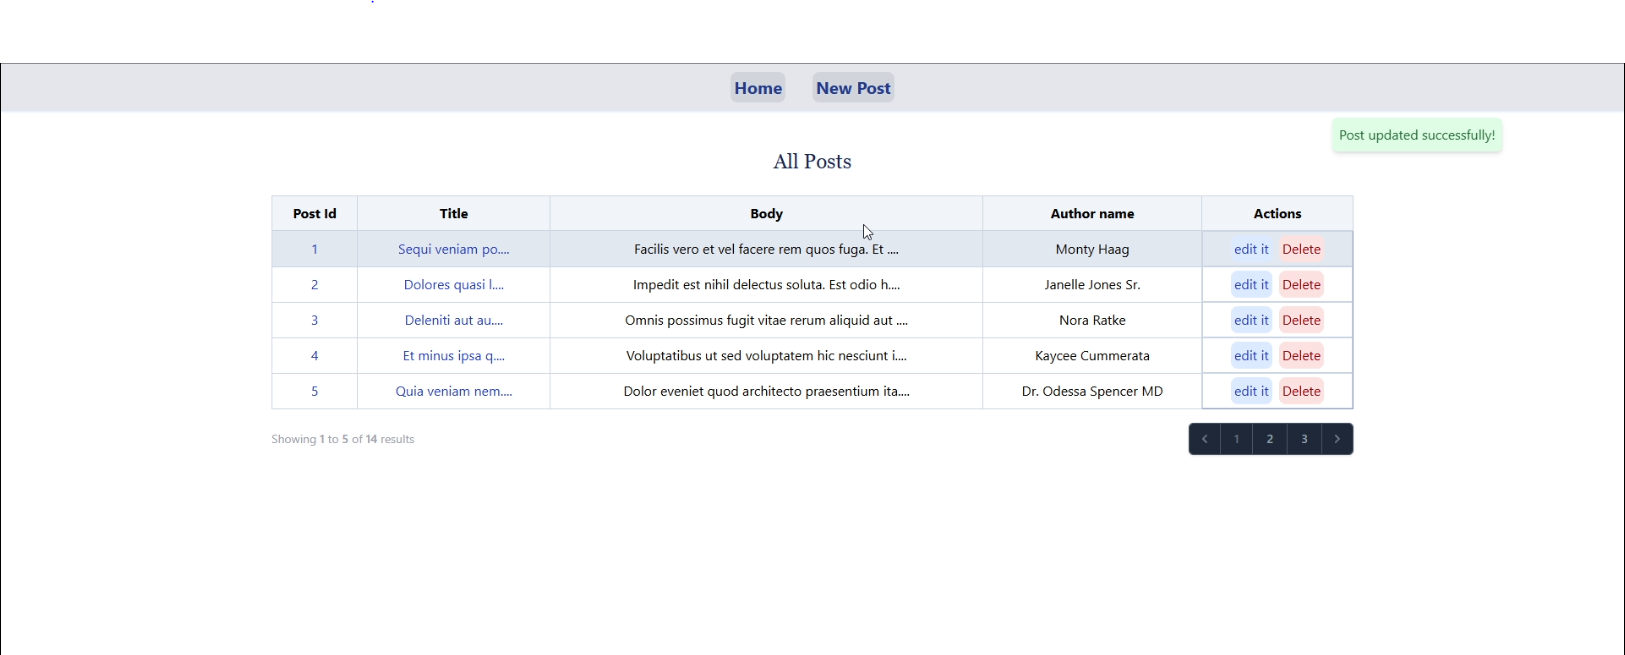 Home New Post
Post updated successfully!
All Posts
Post Id Title Body Author name Actions
1 Sequi veniam po.... Facilis vero et vel facere rem quos fuga. Et .... Monty Haag edit it Delete
2 Dolores quasi l.... Impedit est nihil delectus soluta. Est odio h.... Janelle Jones Sr. edit it Delete
3 Deleniti aut au.... Omnis possimus fugit vitae rerum aliquid aut .... Nora Ratke edit it Delete
4 Et minus ipsa q.... Voluptatibus ut sed voluptatem hic nesciunt i.... Kaycee Cummerata edit it Delete
5 Quia veniam nem.... Dolor eveniet quod architecto praesentium ita.... Dr. Odessa Spencer MD edit it Delete
Showing 1 to 5 of 14 results < 1 2 3 >